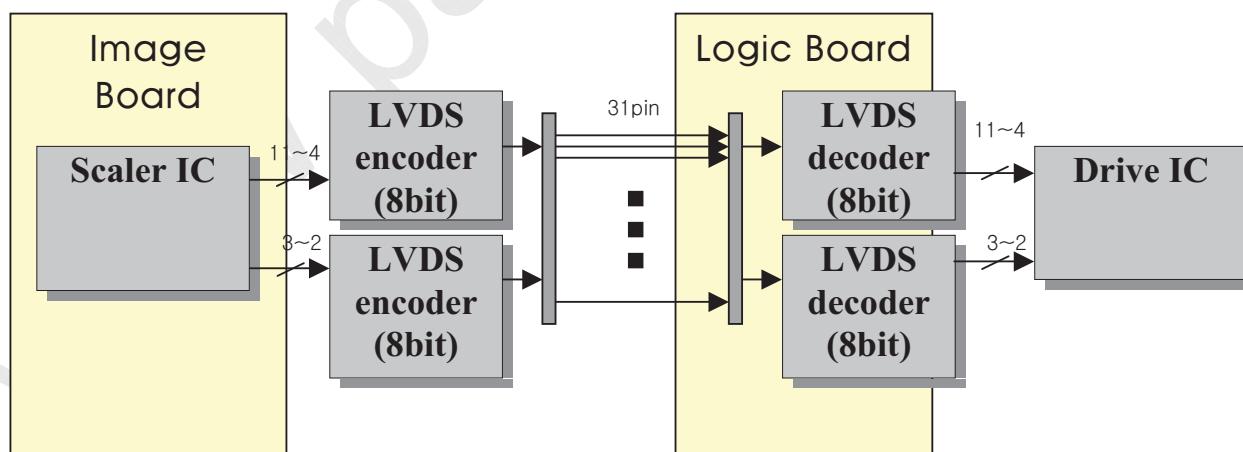 Image
Board
Scaler IC
11~4
3~2
LVDS
encoder
(8bit)
LVDS
encoder
(8bit)
31pin
Logic Board
LVDS
decoder
(8bit)
LVDS
decoder
(8bit)
11~4
3~2
Drive IC